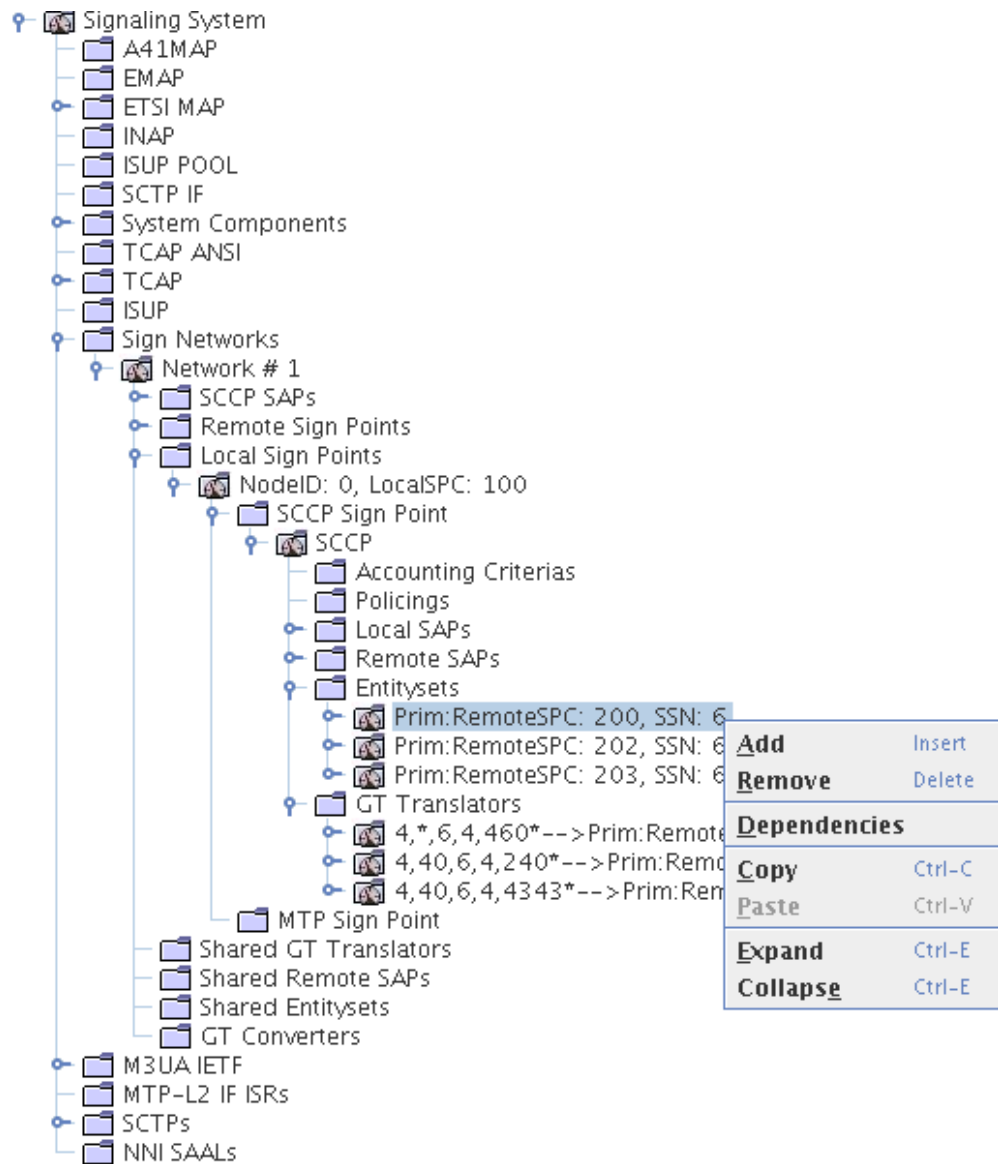 Signaling System
A41MAP
EMAP
ETSI MAP
INAP
ISUP POOL
SCTP IF
System Components
TCAP ANSI
TCAP
ISUP
Sign Networks
Network # 1
SCCP SAPs
Remote Sign Points
Local Sign Points
NodeID: 0, LocalSPC: 100
SCCP Sign Point
SCCP
Accounting Criterias
Policings
Local SAPs
Remote SAPs
Entitysets
Prim:RemoteSPC: 200, SSN: 6
Prim:RemoteSPC: 202, SSN: 6
Prim:RemoteSPC: 203, SSN: 6
GT Translators
4,*,6,4,460*-->Prim:Remote
4,40,6,4,240*-->Prim:Remo
4,40,6,4,4343*-->Prim:Rem
MTP Sign Point
Shared GT Translators
Shared Remote SAPs
Shared Entitysets
GT Converters
M3UA IETF
MTP-L2 IF ISRs
SCTPs
NNI SAALs
Add Insert
Remove Delete
Dependencies
Copy Ctrl-C
Paste Ctrl-V
Expand Ctrl-E
Collapse Ctrl-E